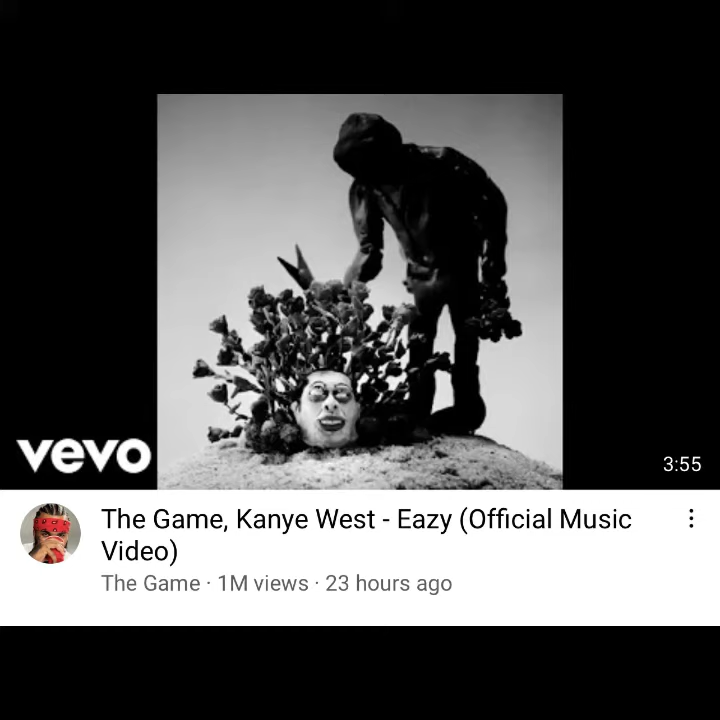 vevo
3:55
The Game, Kanye West - Eazy (Official Music
Video)
The Game · 1M views · 23 hours ago